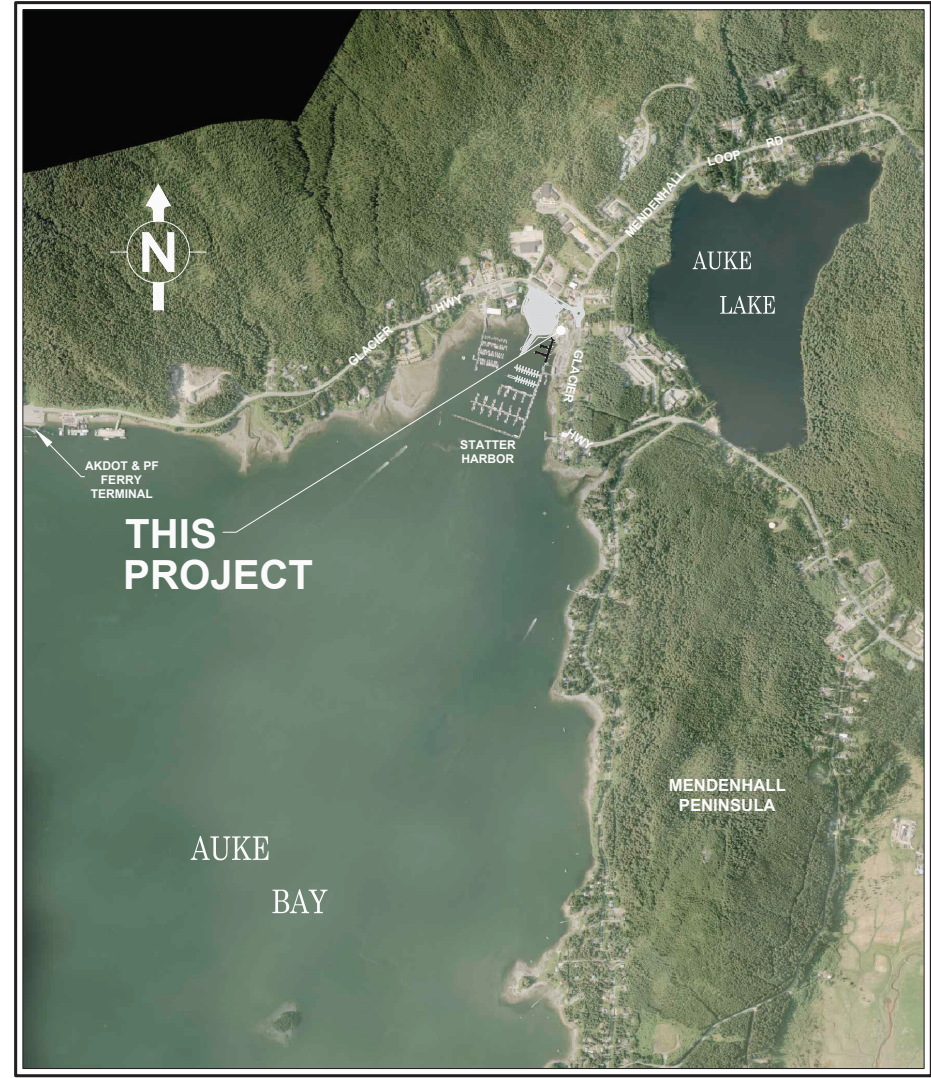 MENDENHALL LOOP RD
N
AUKE
LAKE
GLACIER HWY
GLACIER HWY
STATTER
HARBOR
AKDOT & PF
FERRY
TERMINAL
THIS
PROJECT
MENDENHALL
PENINSULA
AUKE
BAY